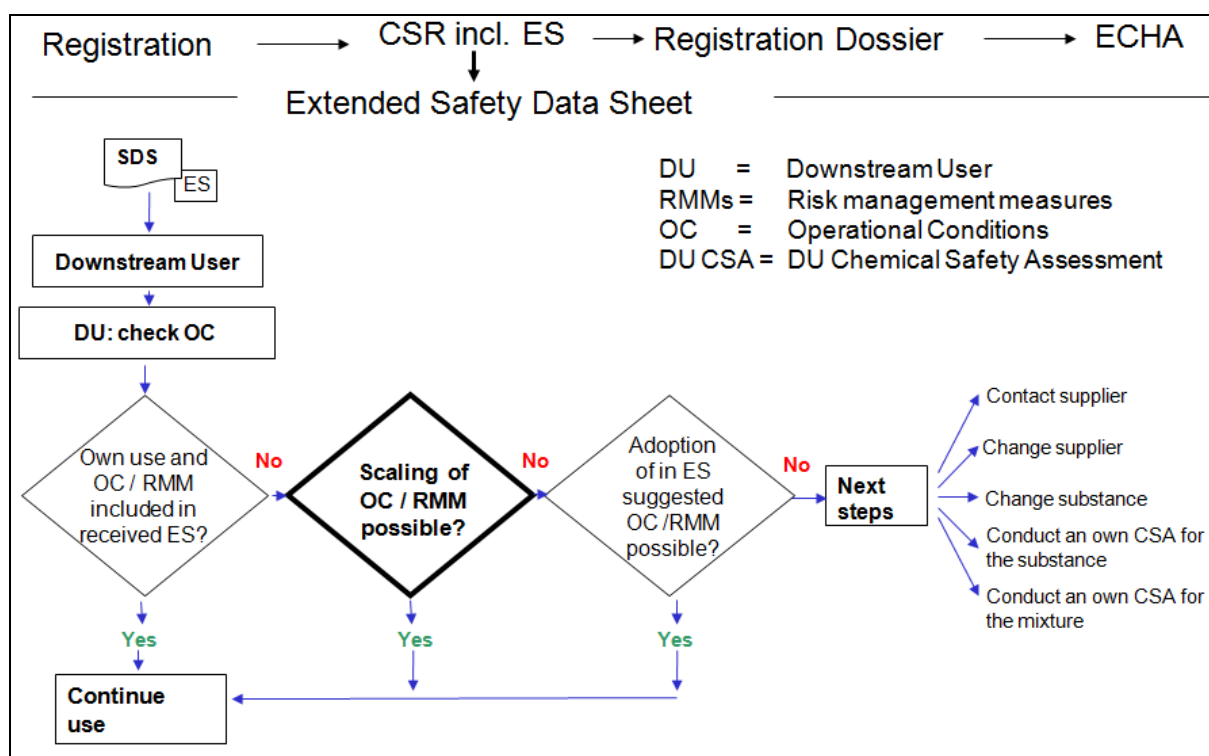 Registration
CSR incl. ES
Registration Dossier
ECHA
Extended Safety Data Sheet
SDS
ES
DU = Downstream User
RMMs = Risk management measures
OC = Operational Conditions
DU CSA = DU Chemical Safety Assessment
Downstream User
DU: check OC
Own use and
OC / RMM
included in
received ES?
No
Scaling of
OC / RMM
possible?
No
Adoption
of in ES
suggested
OC /RMM
possible?
No
Next
steps
Contact supplier
Change supplier
Change substance
Conduct an own CSA for
the substance
Conduct an own CSA for
the mixture
Yes
Yes
Yes
Continue
use